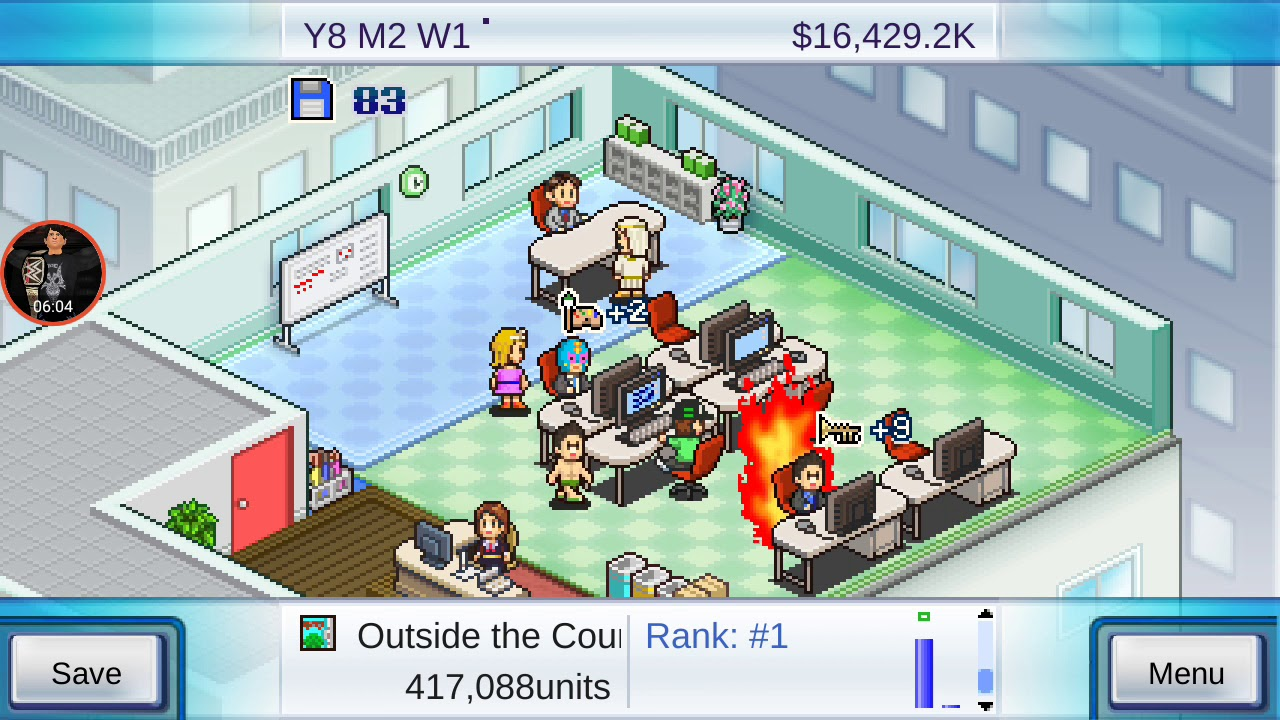 Y8 M2 W1
$16,429.2K
83
06:04
+2
+3
Outside the Cour
Rank: #1
417,088units
Save
Menu